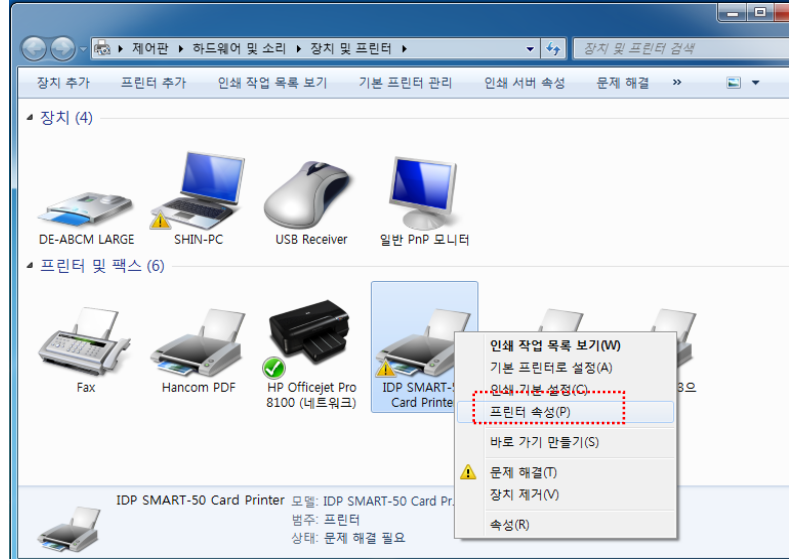 제어판 ▸ 하드웨어 및 소리 ▸ 장치 및 프린터 ▸
장치 및 프린터 검색
장치 추가 프린터 추가 인쇄 작업 목록 보기 기본 프린터 관리 인쇄 서버 속성 문제 해결 »
장치 (4)
DE-ABCM LARGE
SHIN-PC
USB Receiver
일반 PnP 모니터
프린터 및 팩스 (6)
Fax
Hancom PDF
HP Officejet Pro
8100 (네트워크)
IDP SMART-5
Card Printe
인쇄 작업 목록 보기(W)
기본 프린터로 설정(A)
인쇄 기본 설정(G)
프린터 속성(P)
바로 가기 만들기(S)
문제 해결(T)
장치 제거(V)
속성(R)
IDP SMART-50 Card Printer
모델: IDP SMART-50 Card Pr
범주: 프린터
상태: 문제 해결 필요